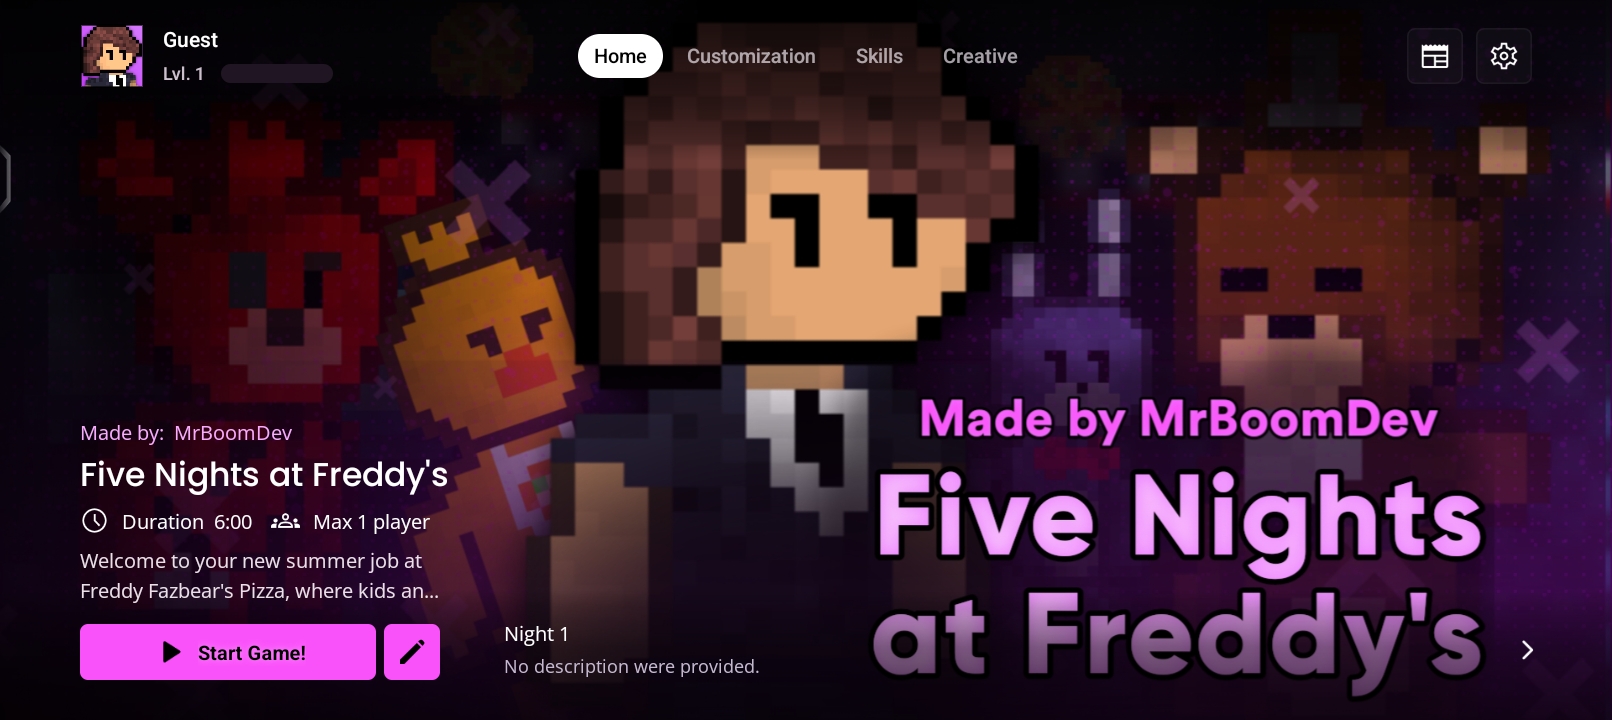 Guest
Lvl. 1
Home
Customization
Skills
Creative
Made by MrBoomDev
Five Nights
at Freddy's
Made by: MrBoomDev
Five Nights at Freddy's
Duration 6:00 Max 1 player
Welcome to your new summer job at
Freddy Fazbear's Pizza, where kids an...
Start Game!
Night 1
No description were provided.